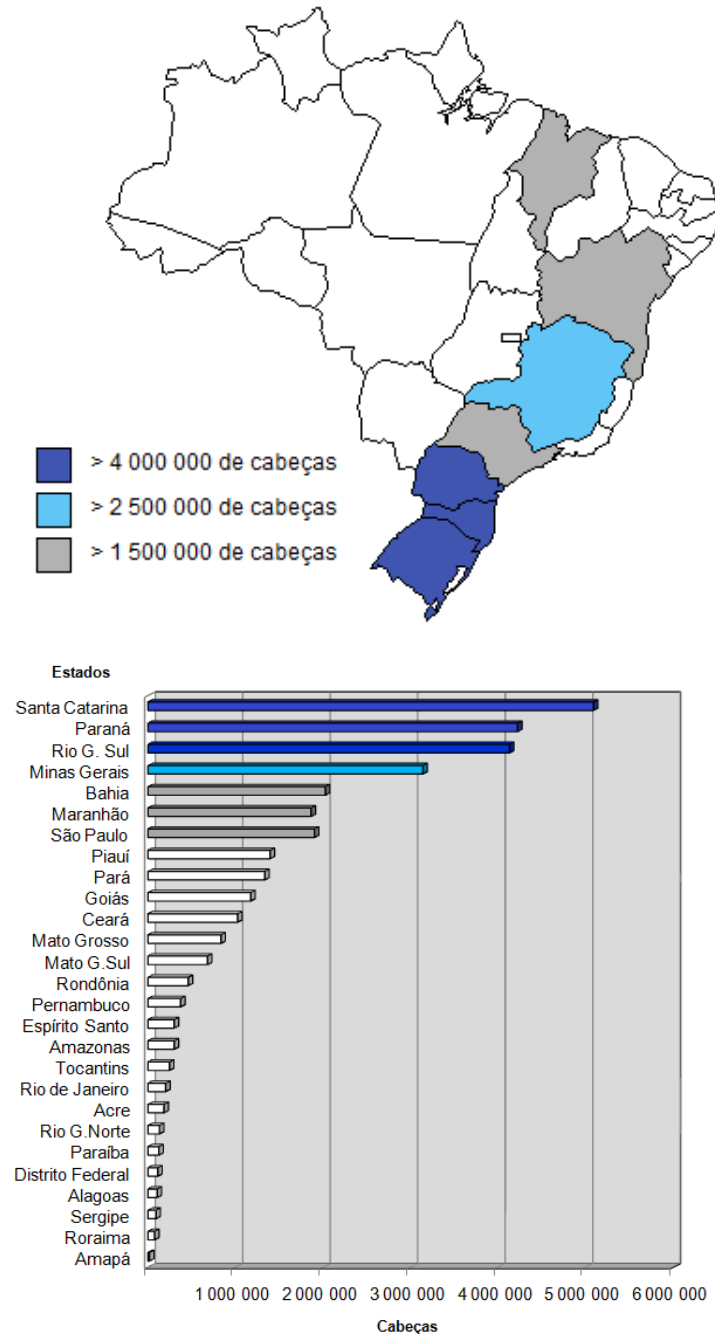 > 4 000 000 de cabeças
> 2 500 000 de cabeças
> 1 500 000 de cabeças
Estados
Santa Catarina
Paraná
Rio G. Sul
Minas Gerais
Bahia
Maranhão
São Paulo
Piauí
Pará
Goiás
Ceará
Mato Grosso
Mato G.Sul
Rondônia
Pernambuco
Espírito Santo
Amazonas
Tocantins
Rio de Janeiro
Acre
Rio G.Norte
Paraíba
Distrito Federal
Alagoas
Sergipe
Roraima
Amapá
1 000 000 2 000 000 3 000 000 4 000 000 5 000 000 6 000 000
Cabeças